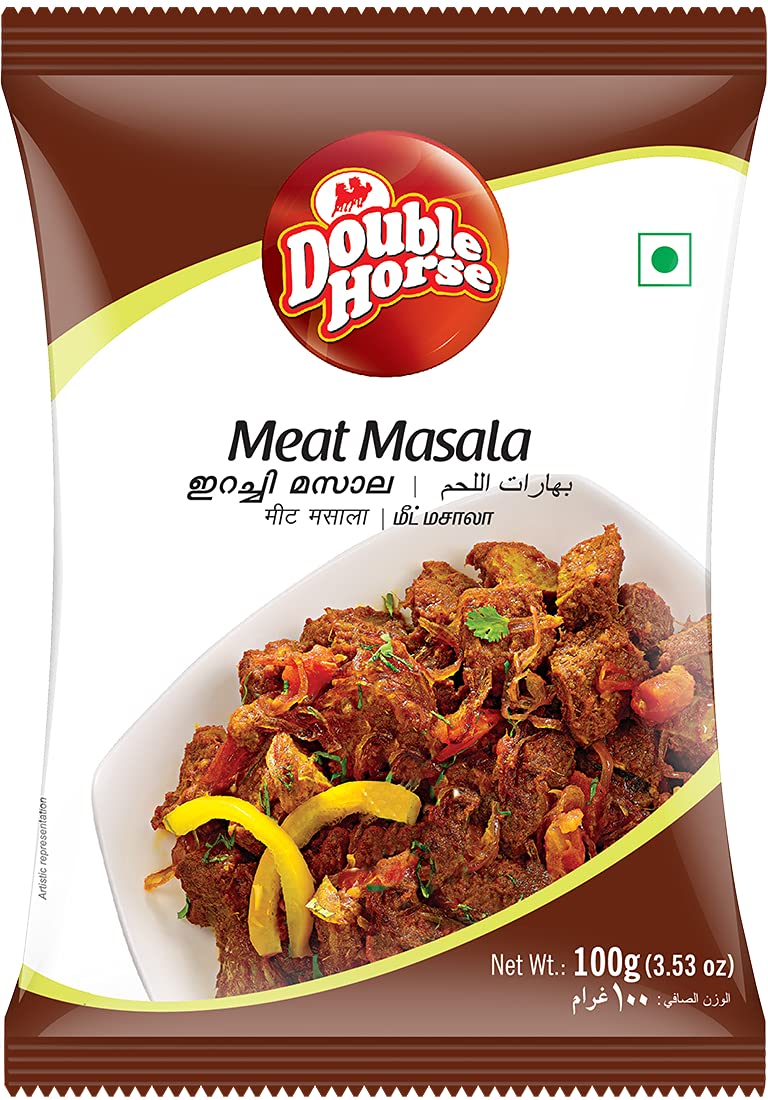 Double
Horse
Meat Masala
ഇറച്ചി മസാല | بهارات اللحم
मीट मसाला | மீட் மசாலா
Artistic representation
Net Wt.: 100g (3.53 oz)
الوزن الصافي: ١٠٠ غرام